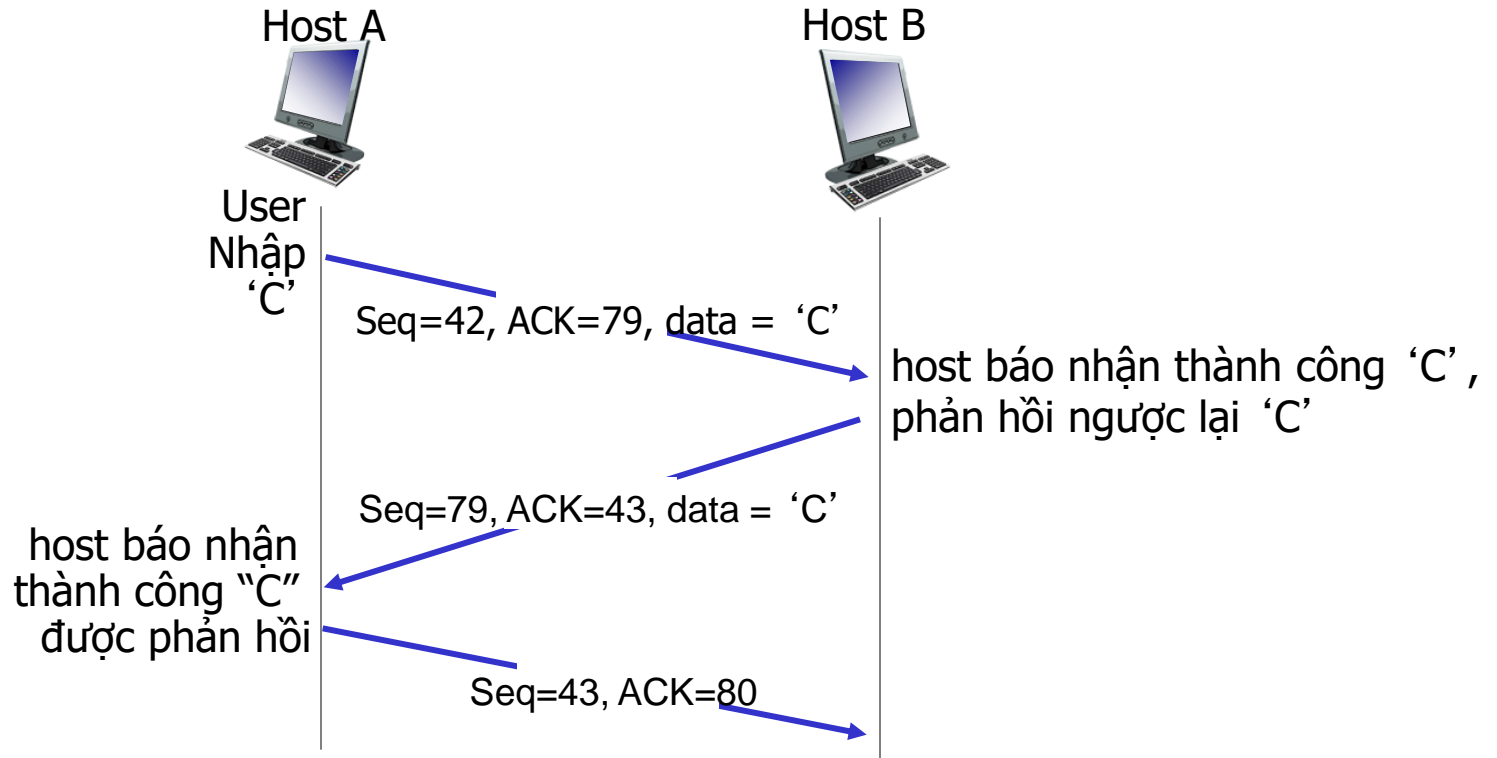 Host A
Host B
User
Nhập
‘C’
Seq=42, ACK=79, data = ‘C’
host báo nhận thành công ‘C’,
phản hồi ngược lại ‘C’
Seq=79, ACK=43, data = ‘C’
host báo nhận
thành công “C”
được phản hồi
Seq=43, ACK=80